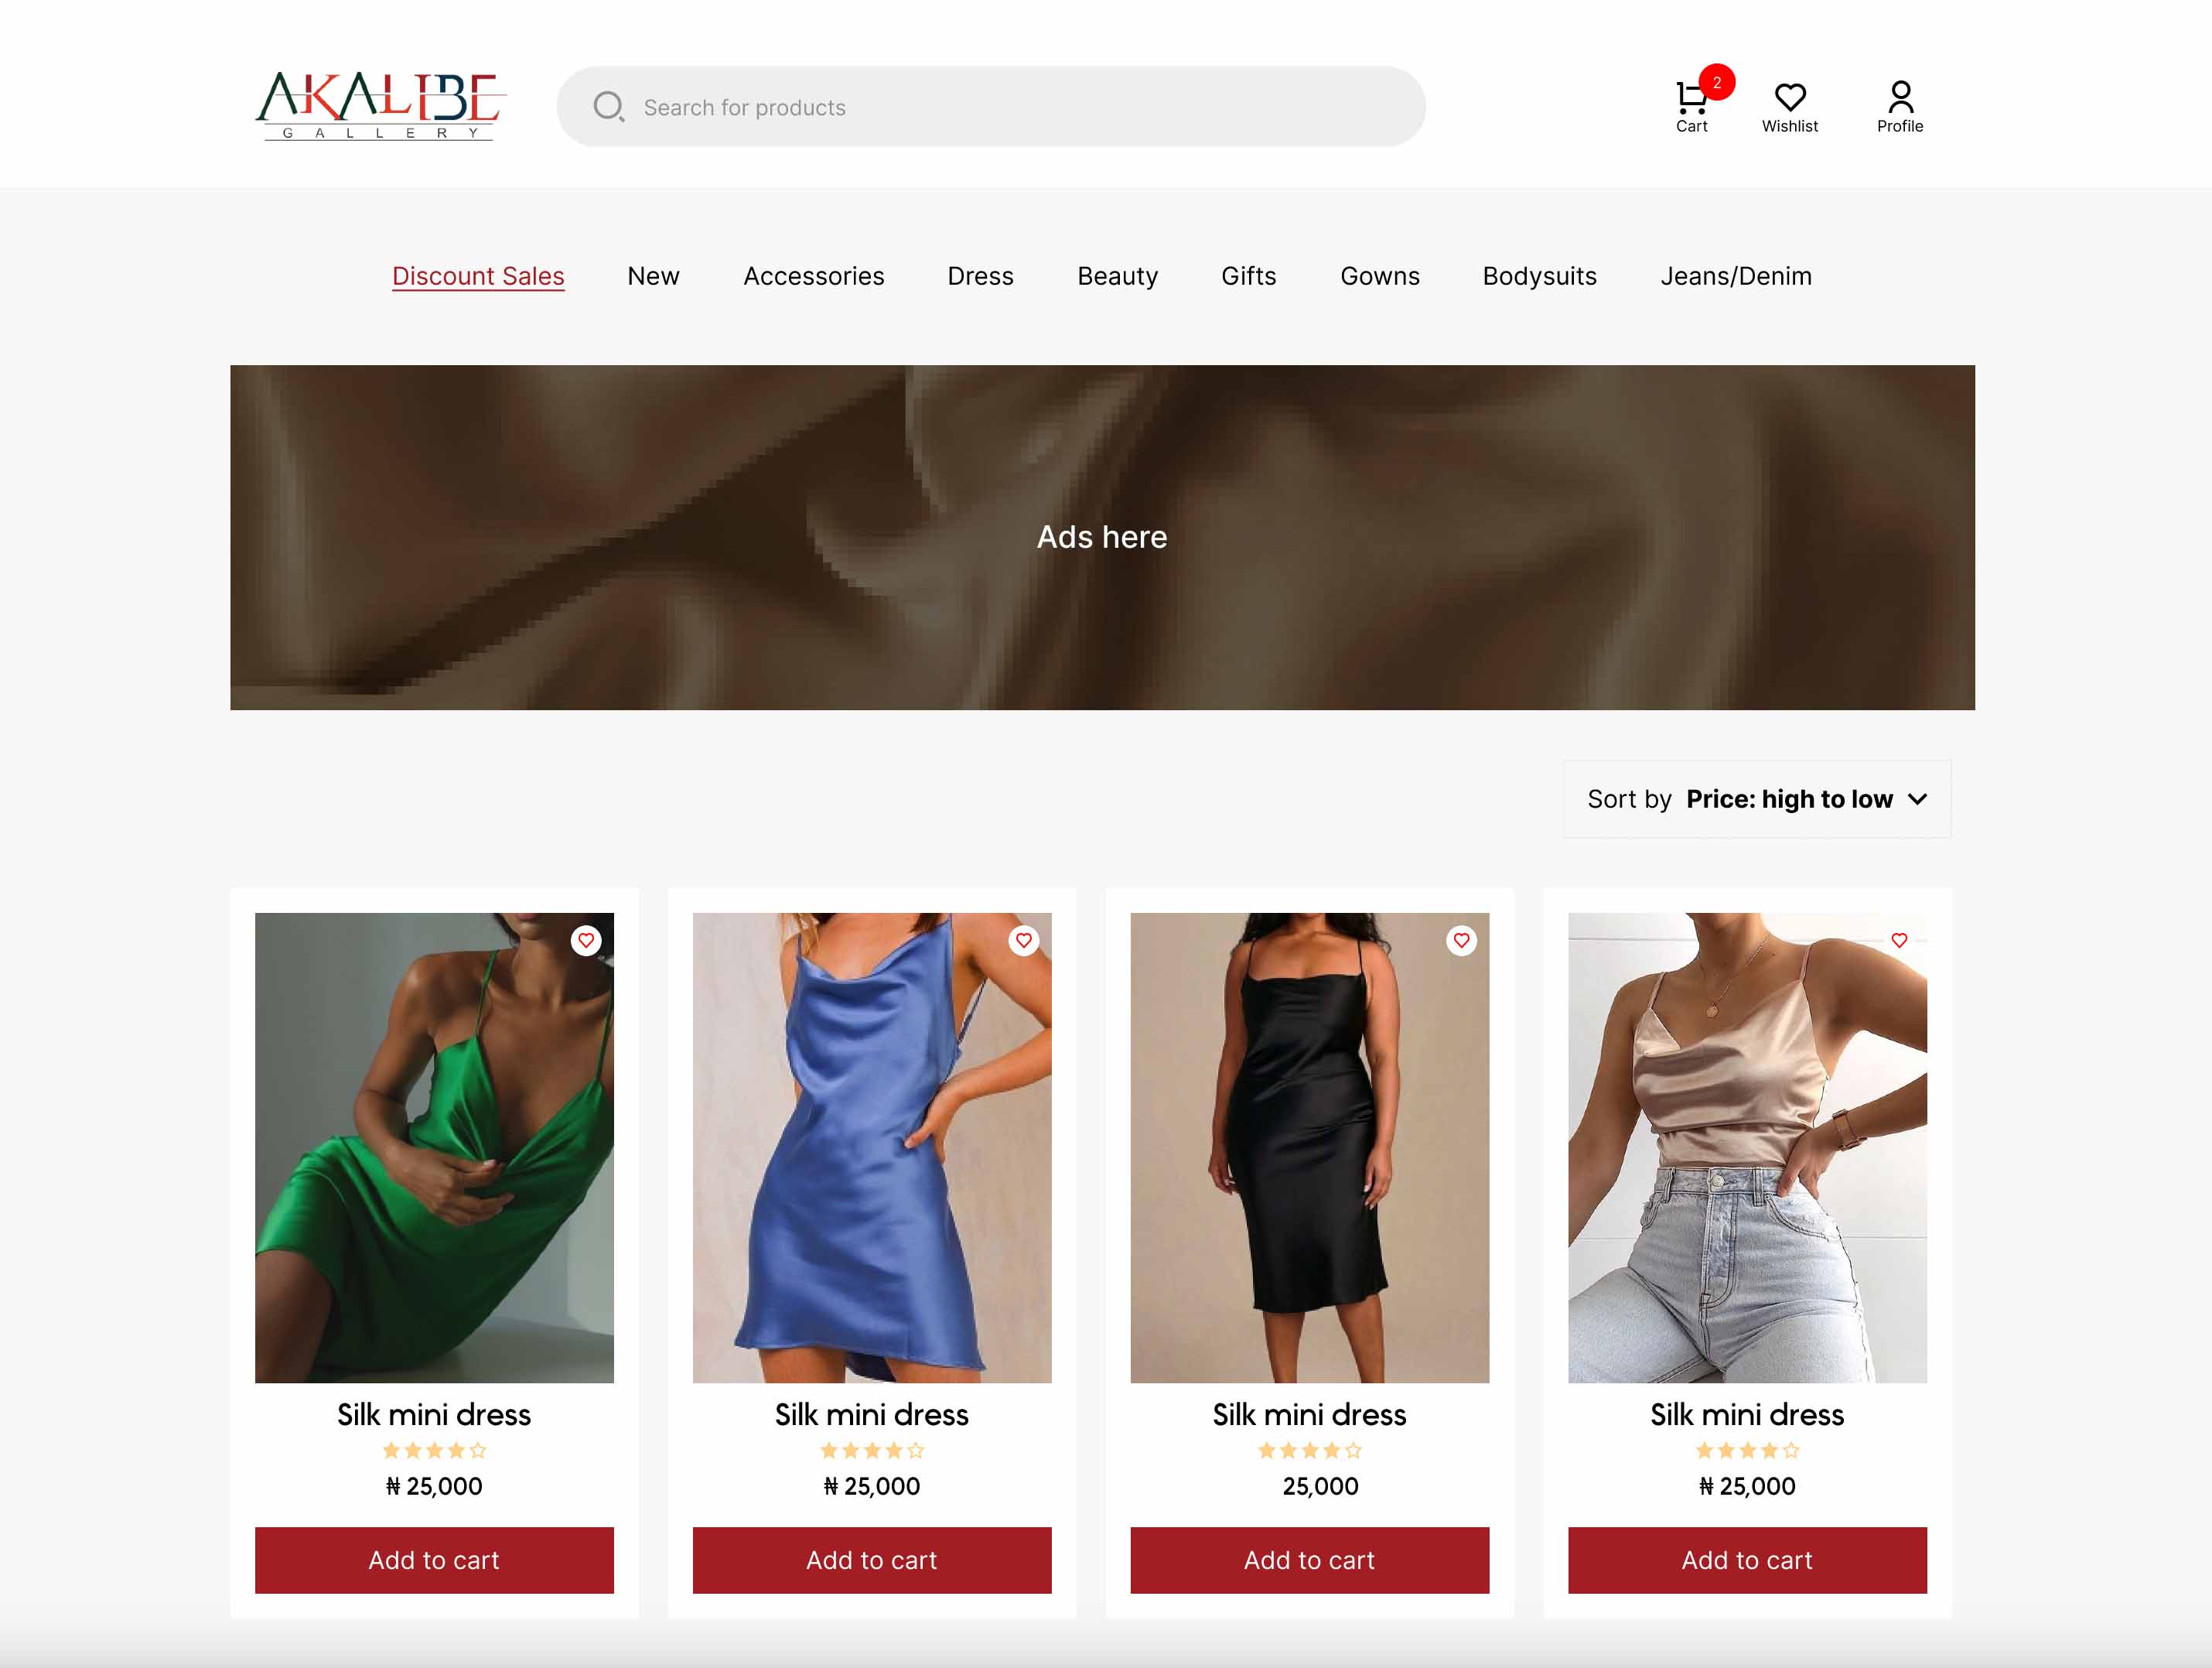 AKALIBE
GALLERY
Search for products
2
Cart
Wishlist
Profile
Discount Sales
New
Accessories
Dress
Beauty
Gifts
Gowns
Bodysuits
Jeans/Denim
Ads here
Sort by Price: high to low
Silk mini dress
₦ 25,000
Add to cart
Silk mini dress
₦ 25,000
Add to cart
Silk mini dress
25,000
Add to cart
Silk mini dress
₦ 25,000
Add to cart